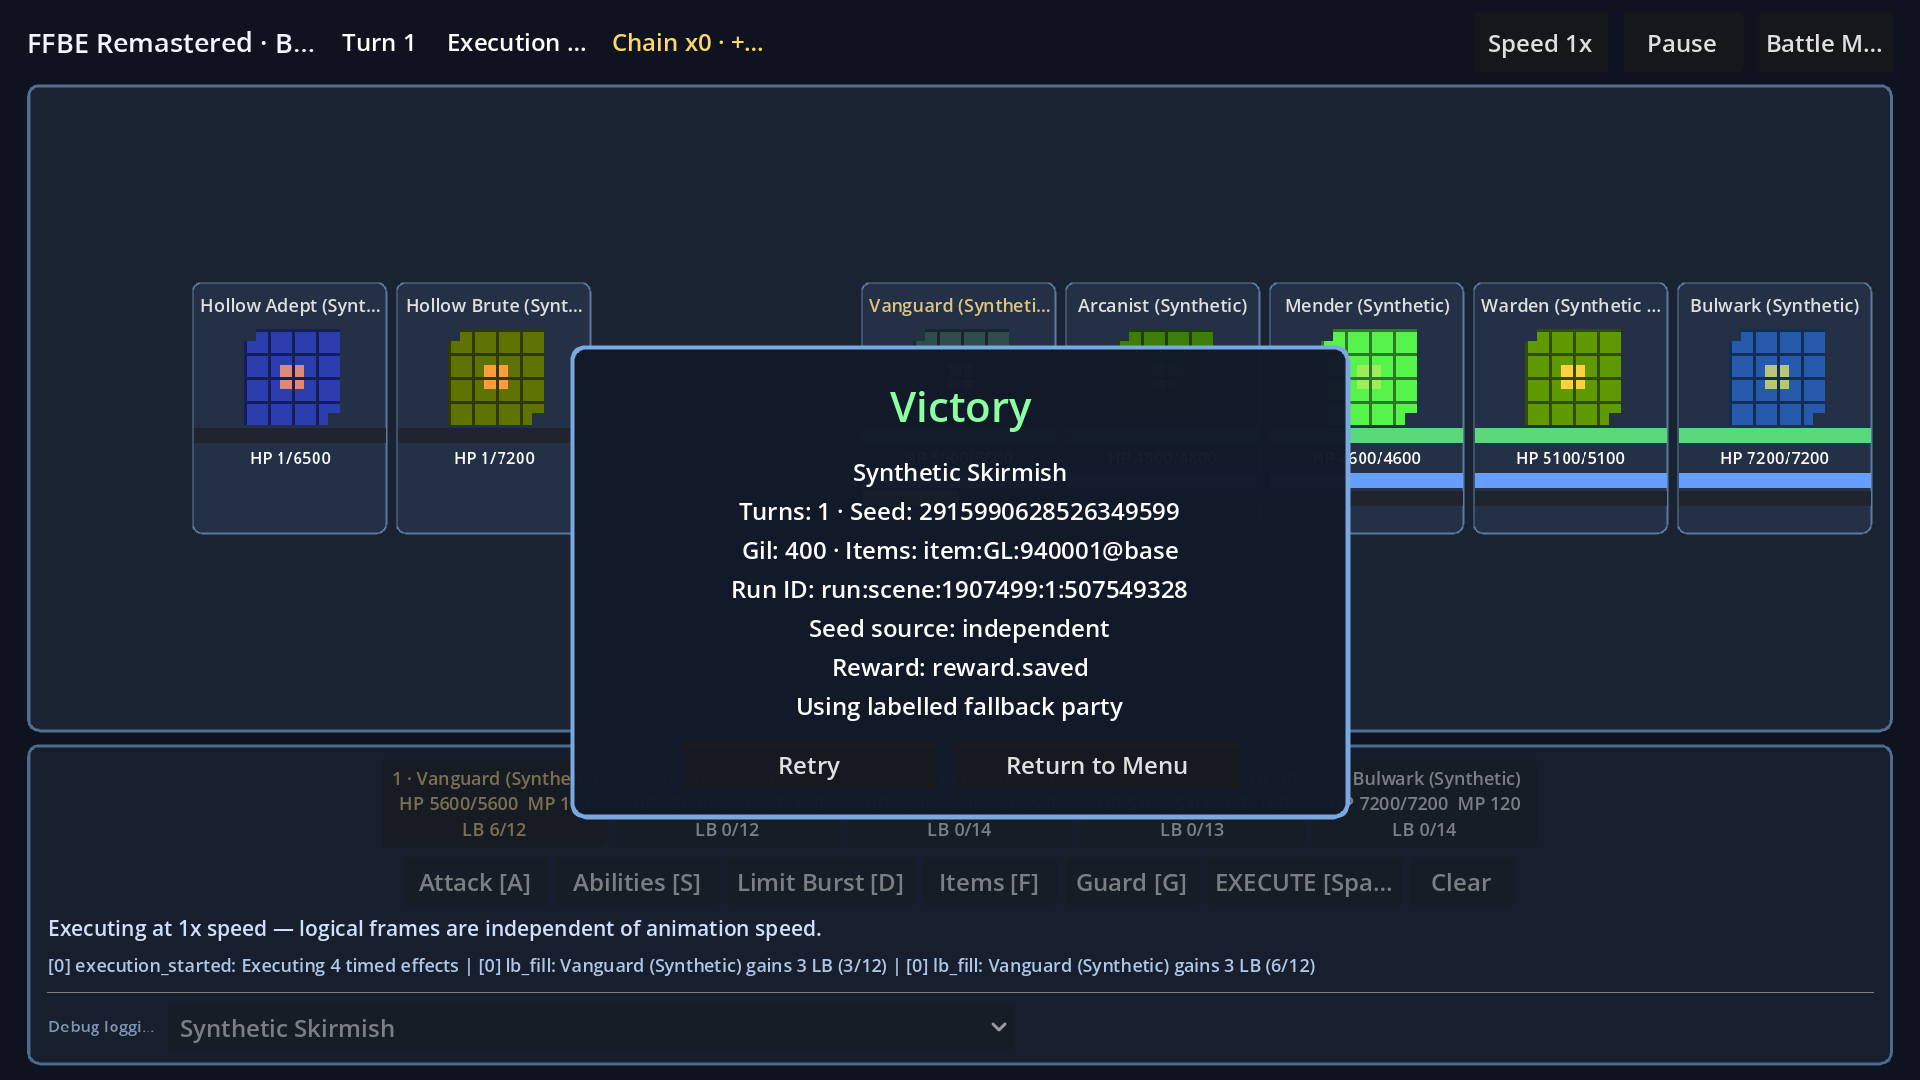 FFBE Remastered · B...
Turn 1
Execution ...
Chain x0 · +...
Speed 1x
Pause
Battle M...
Hollow Adept (Synt...
Hollow Brute (Synt...
Vanguard (Syntheti...
Arcanist (Synthetic)
Mender (Synthetic)
Warden (Synthetic ...
Bulwark (Synthetic)
HP 1/6500
HP 1/7200
HP 5600/5600
HP 4800/4800
HP 4600/4600
HP 5100/5100
HP 7200/7200
Victory
Synthetic Skirmish
Turns: 1 · Seed: 2915990628526349599
Gil: 400 · Items: item:GL:940001@base
Run ID: run:scene:1907499:1:507549328
Seed source: independent
Reward: reward.saved
Using labelled fallback party
Retry
Return to Menu
1 · Vanguard (Synthe
HP 5600/5600 MP 1
LB 6/12
LB 0/12
LB 0/14
LB 0/13
Bulwark (Synthetic)
7200/7200 MP 120
LB 0/14
Attack [A]
Abilities [S]
Limit Burst [D]
Items [F]
Guard [G]
EXECUTE [Spa...
Clear
Executing at 1x speed — logical frames are independent of animation speed.
[0] execution_started: Executing 4 timed effects | [0] lb_fill: Vanguard (Synthetic) gains 3 LB (3/12) | [0] lb_fill: Vanguard (Synthetic) gains 3 LB (6/12)
Debug loggi...
Synthetic Skirmish